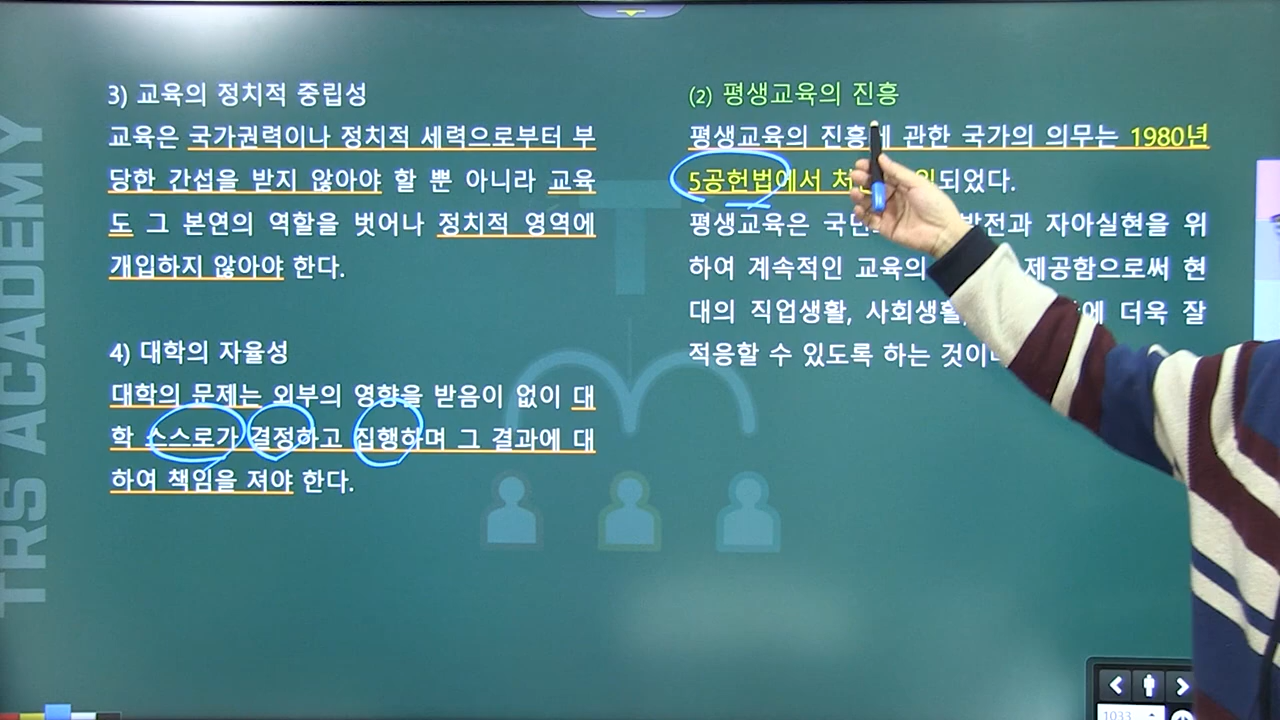 3) 교육의 정치적 중립성
교육은 국가권력이나 정치적 세력으로부터 부
당한 간섭을 받지 않아야 할 뿐 아니라 교육
도 그 본연의 역할을 벗어나 정치적 영역에
개입하지 않아야 한다.
4) 대학의 자율성
대학의 문제는 외부의 영향을 받음이 없이 대
학 스스로가 결정하고 집행하며 그 결과에 대
하여 책임을 져야 한다.
(2) 평생교육의 진흥
평생교육의 진흥에 관한 국가의 의무는 1980년
5공헌법에서 되었다.
평생교육은 발전과 자아실현을 위
하여 계속적인 교육의 제공함으로써 현
대의 직업생활, 사회생활, 더욱 잘
적응할 수 있도록 하는 것이다
TRS ACADEMY
1033